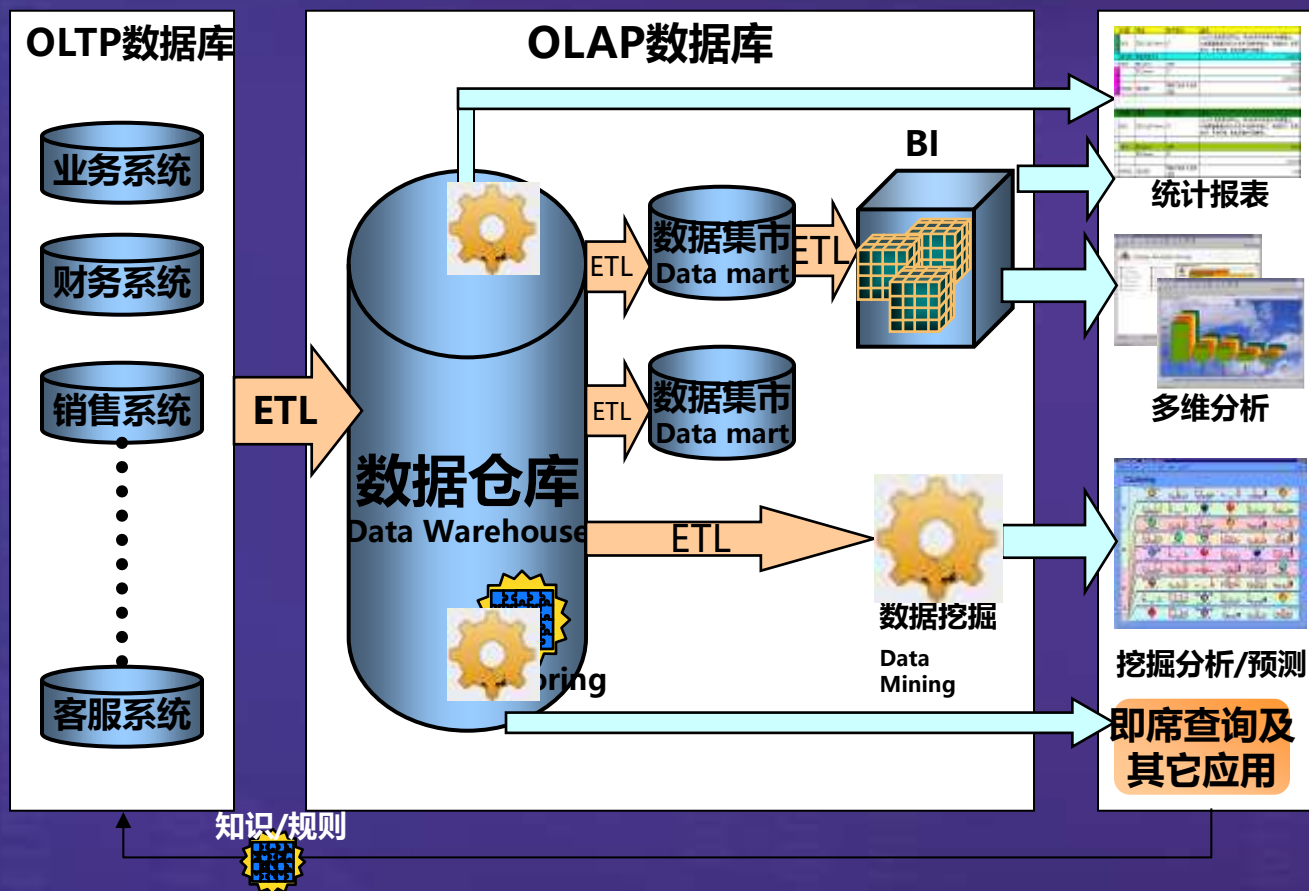 OLTP数据库
业务系统
财务系统
销售系统
客服系统
ETL
OLAP数据库
数据仓库
Data Warehouse
oring
ETL
数据集市
Data mart
ETL
BI
ETL
数据集市
Data mart
ETL
数据挖掘
Data
Mining
统计报表
多维分析
挖掘分析/预测
即席查询及
其它应用
知识/规则